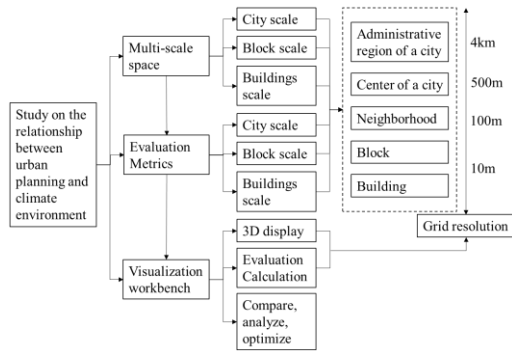 Study on the
relationship
between
urban
planning and
climate
environment
Multi-scale
space
Evaluation
Metrics
Visualization
workbench
City scale
Block scale
Buildings
scale
City scale
Block scale
Buildings
scale
3D display
Evaluation
Calculation
Compare,
analyze,
optimize
Administrative
region of a city
Center of a city
Neighborhood
Block
Building
4km
500m
100m
10m
Grid resolution